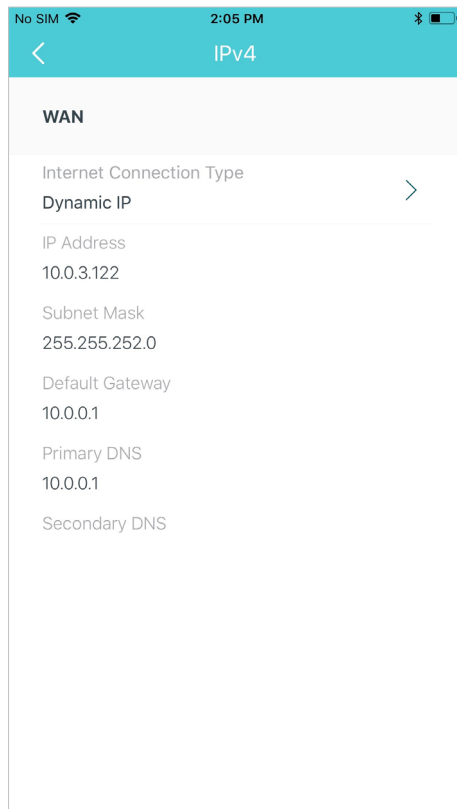 No SIM 2:05 PM
IPv4
WAN
Internet Connection Type
Dynamic IP
IP Address
10.0.3.122
Subnet Mask
255.255.252.0
Default Gateway
10.0.0.1
Primary DNS
10.0.0.1
Secondary DNS